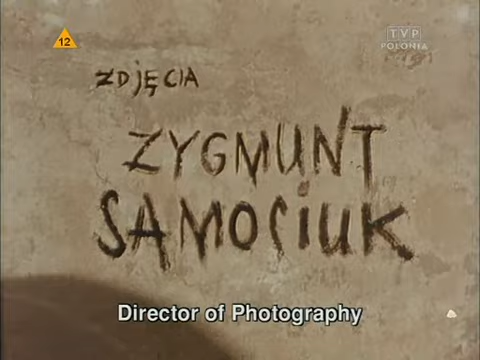 12
TVP
POLONIA
ZDJĘCIA
ZYGMUNT
SAMOCIUK
Director of Photography